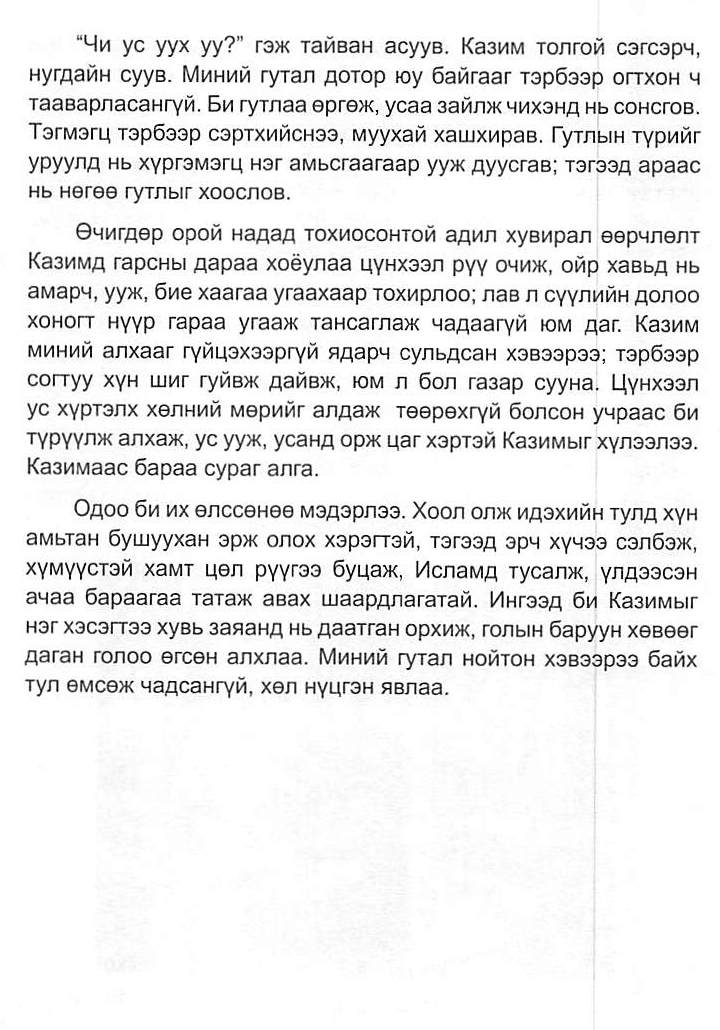 “Чи ус уух уу?” гэж тайван асуув. Казим толгой сэгсэрч,
нугдайн суув. Миний гутал дотор юу байгааг тэрбээр огтхон ч
тааварласангүй. Би гутлаа өргөж, усаа зайлж чихэнд нь сонсгов.
Тэгмэгц тэрбээр сэртхийснээ, муухай хашхирав. Гутлын түрийг
уруулд нь хүргэмэгц нэг амьсгаагаар ууж дуусгав; тэгээд араас
нь нөгөө гутлыг хоослов.
Өчигдөр орой надад тохиосонтой адил хувирал өөрчлөлт
Казимд гарсны дараа хоёулаа цүнхээл рүү очиж, ойр хавьд нь
амарч, ууж, бие хаагаа угаахаар тохирлоо; лав л сүүлийн долоо
хоногт нүүр гараа угааж тансаглаж чадаагүй юм даг. Казим
миний алхааг гүйцэхээргүй ядарч сульдсан хэвээрээ; тэрбээр
согтуу хүн шиг гуйвж дайвж, юм л бол газар сууна. Цүнхээл
ус хүртэлх хөлний мөрийг алдаж төөрөхгүй болсон учраас би
түрүүлж алхаж, ус ууж, усанд орж цаг хэртэй Казимыг хүлээлээ.
Казимаас бараа сураг алга.
Одоо би их өлссөнөө мэдэрлээ. Хоол олж идэхийн тулд хүн
амьтан бушуухан эрж олох хэрэгтэй, тэгээд эрч хүчээ сэлбэж,
хүмүүстэй хамт цөл рүүгээ буцаж, Исламд тусалж, үлдээсэн
ачаа бараагаа татаж авах шаардлагатай. Ингээд би Казимыг
нэг хэсэгтээ хувь заяанд нь даатган орхиж, голын баруун хөвөөг
даган голоо өгсөн алхлаа. Миний гутал нойтон хэвээрээ байх
тул өмсөж чадсангүй, хөл нүцгэн явлаа.